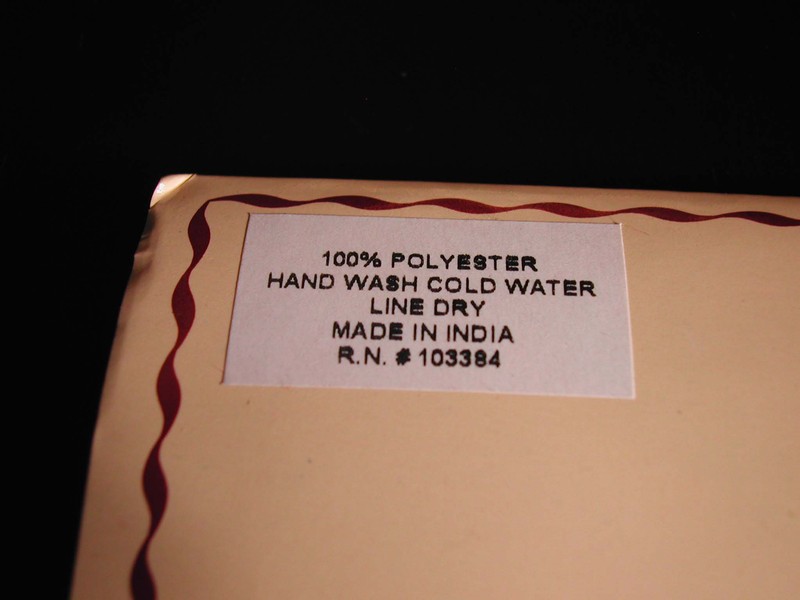 100% POLYESTER
HAND WASH COLD WATER
LINE DRY
MADE IN INDIA
R.N. # 103384